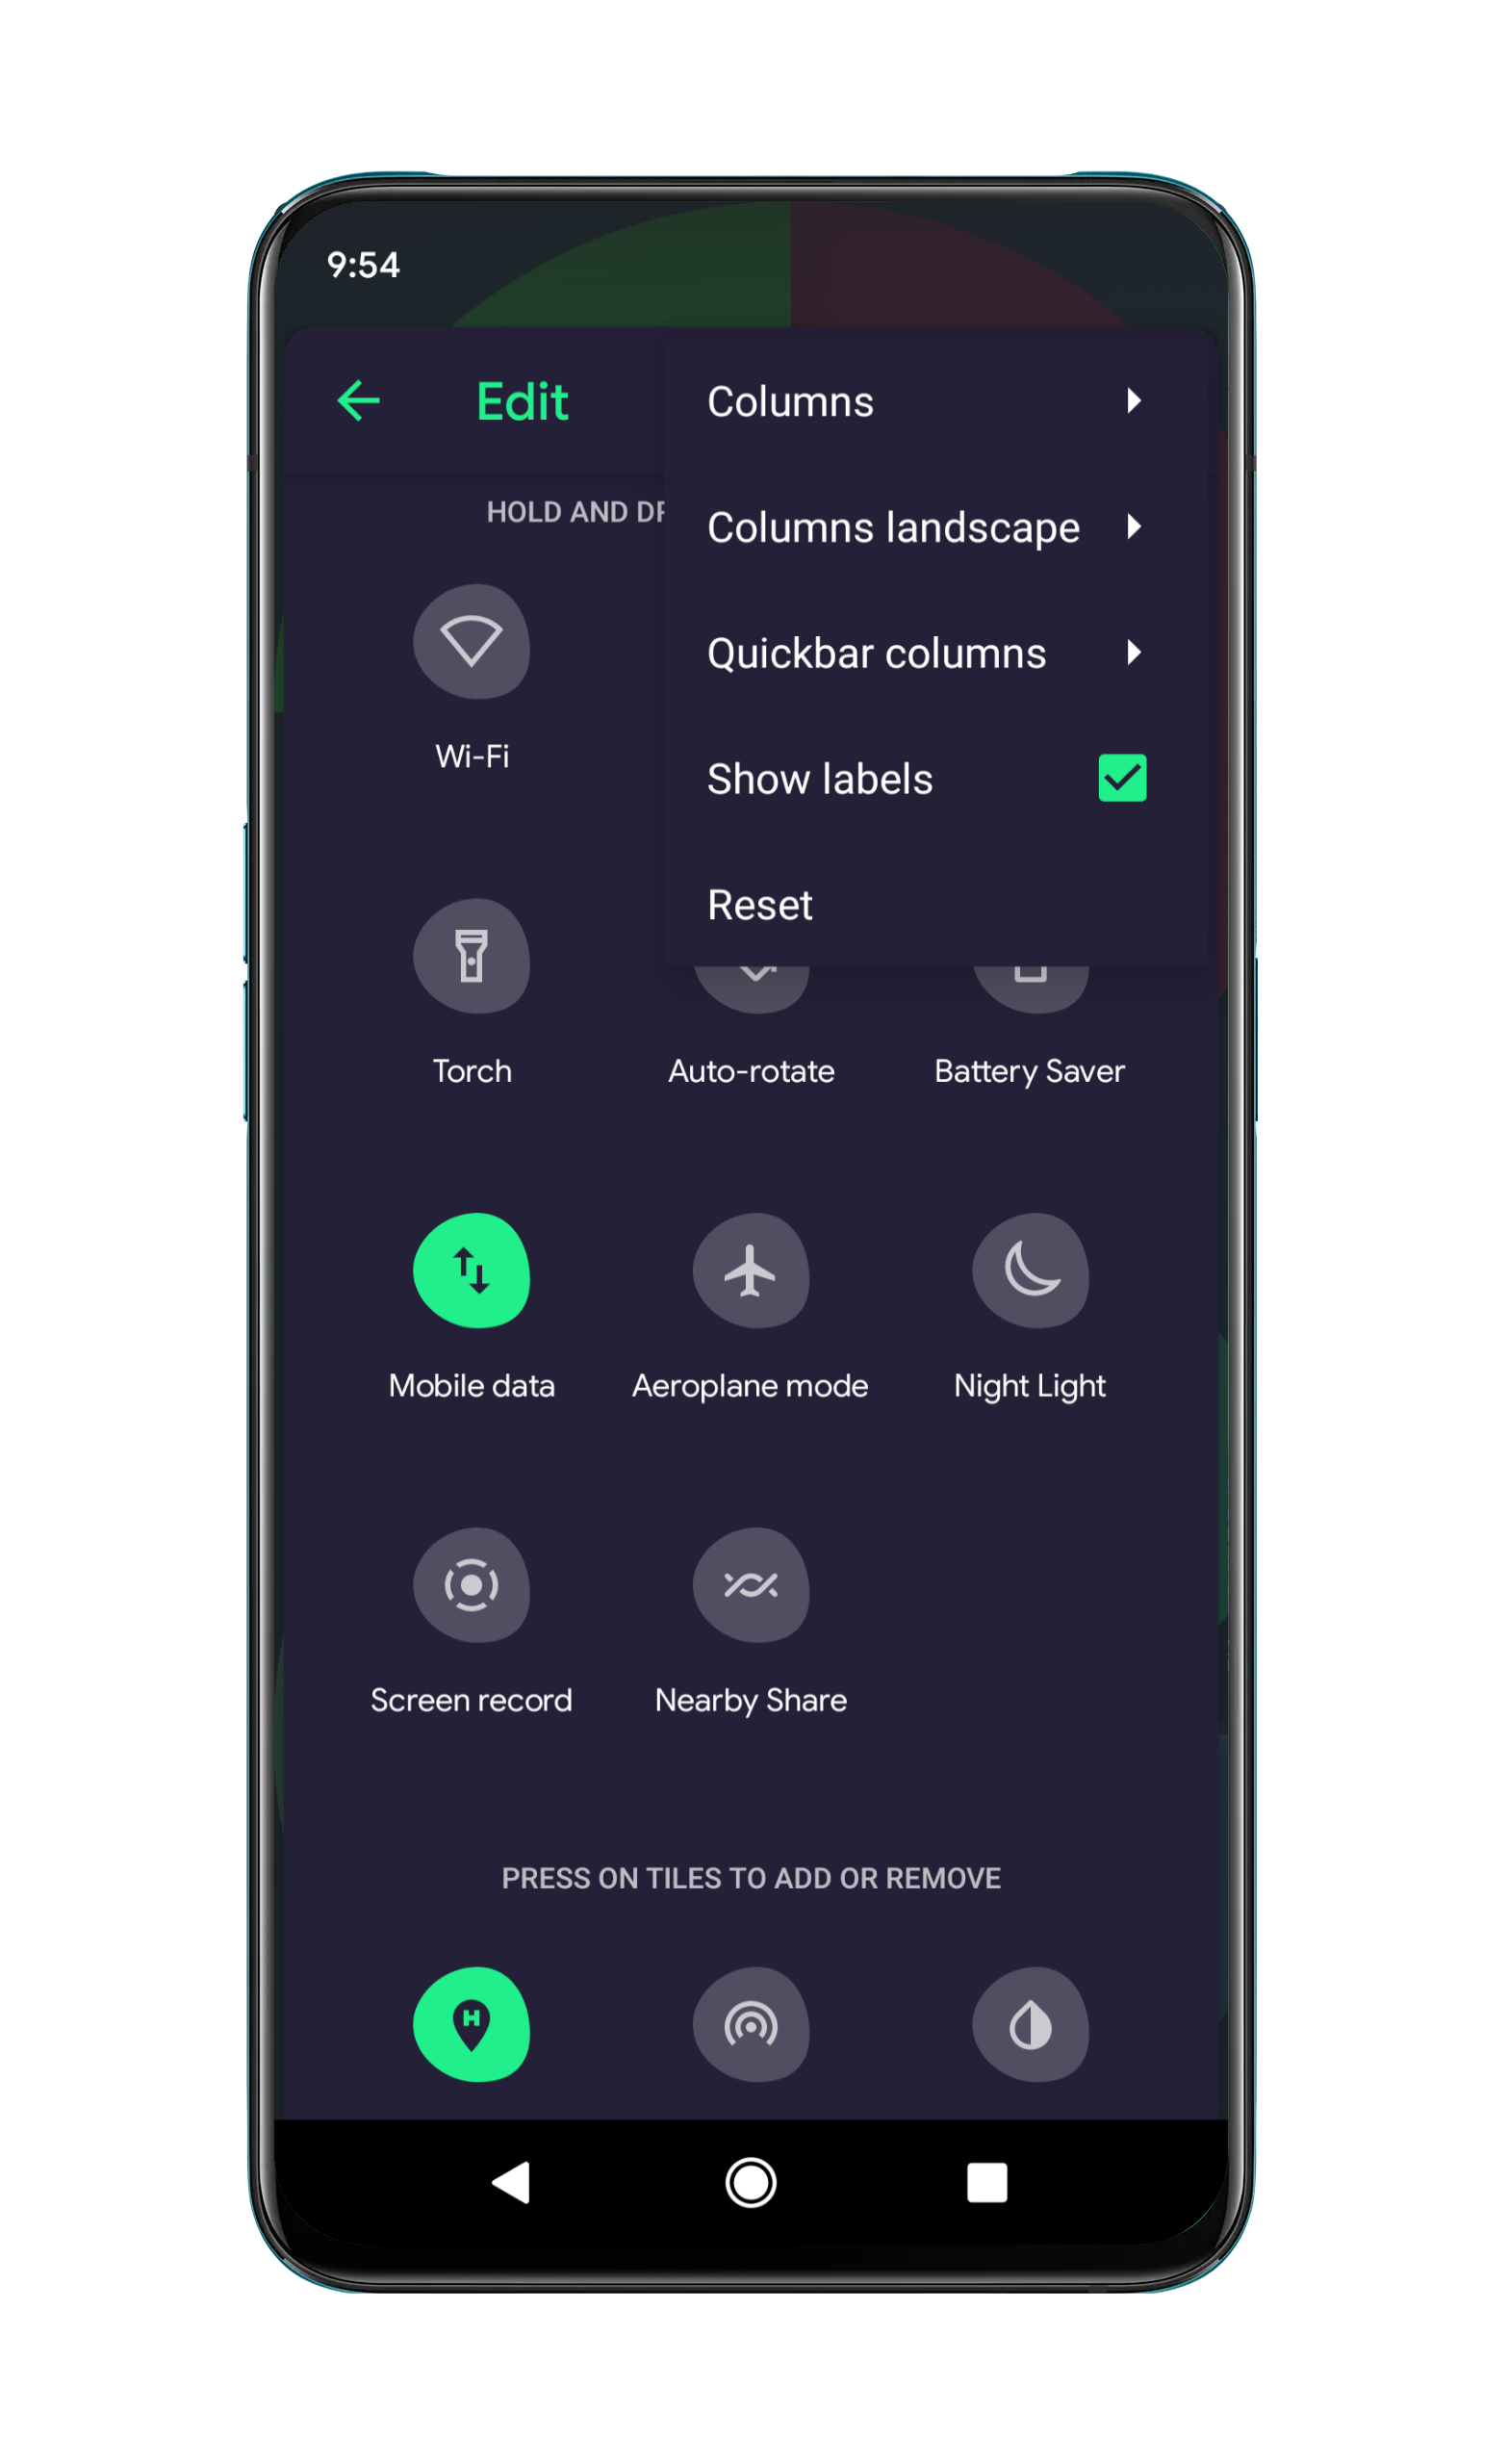 9:54
Edit
Columns
HOLD AND
Columns landscape
Quickbar columns
Wi-Fi
Show labels
Reset
Torch
Auto-rotate
Battery Saver
Mobile data
Aeroplane mode
Night Light
Screen record
Nearby Share
PRESS ON TILES TO ADD OR REMOVE
H